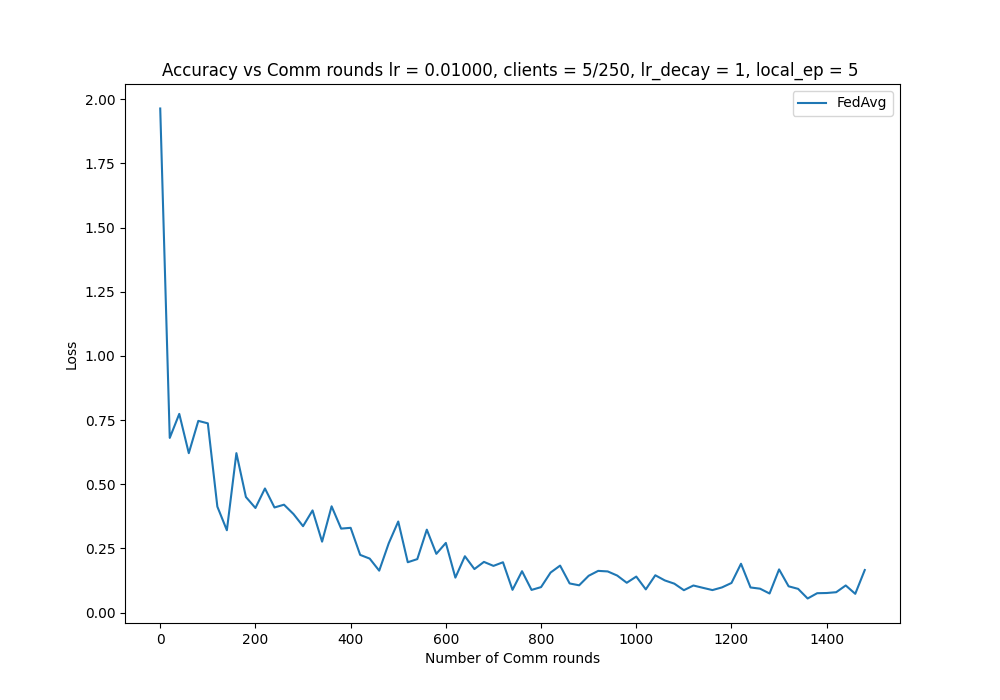 Accuracy vs Comm rounds lr = 0.01000, clients = 5/250, lr_decay = 1, local_ep = 5
FedAvg
2.00
1.75
1.50
1.25
1.00
0.75
0.50
0.25
0.00
Loss
0 200 400 600 800 1000 1200 1400
Number of Comm rounds